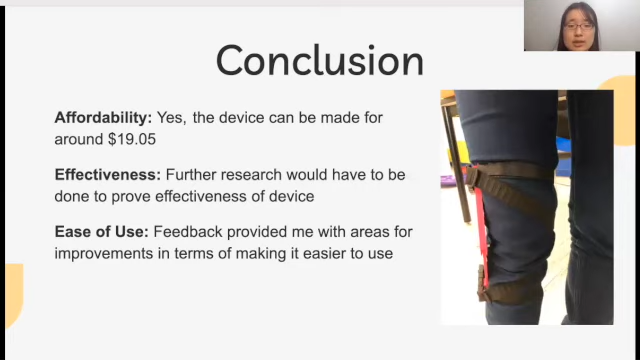 Conclusion
Affordability: Yes, the device can be made for
around $19.05
Effectiveness: Further research would have to be
done to prove effectiveness of device
Ease of Use: Feedback provided me with areas for
improvements in terms of making it easier to use